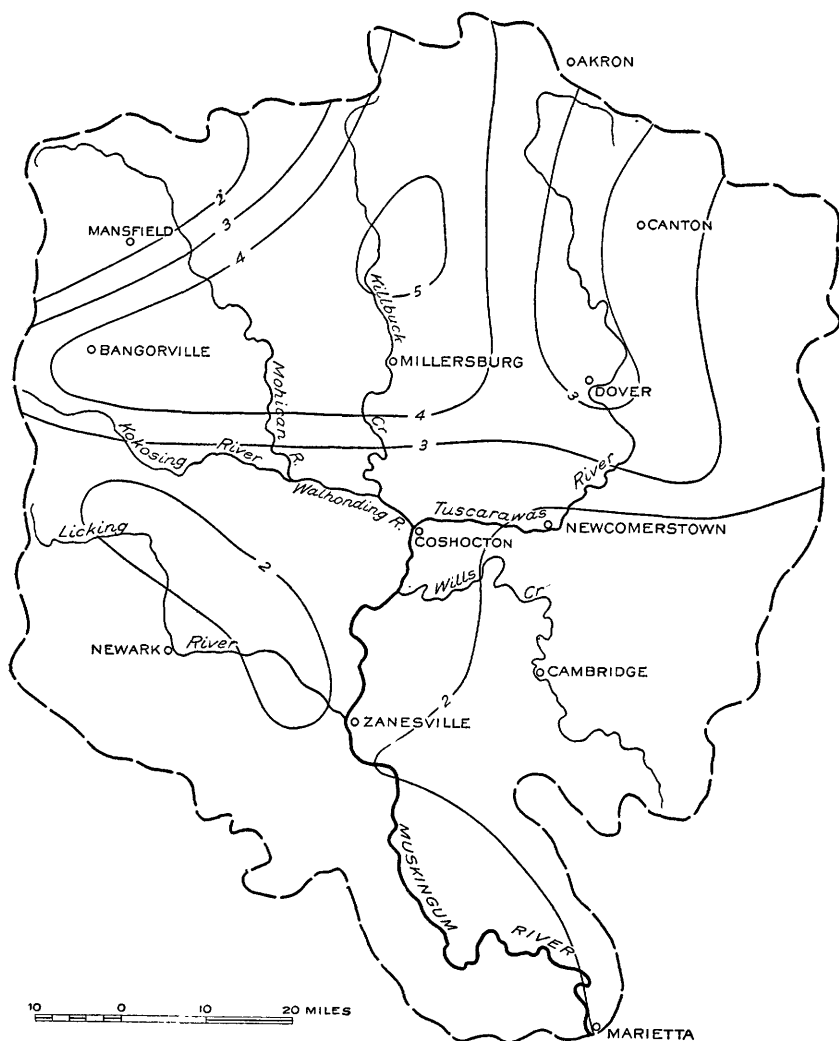 AKRON
2
MANSFIELD
3
CANTON
4
5
Killbuck
BANGORVILLE
MILLERSBURG
DOVER
Mohican R.
Cr.
4
3
3
Kokosing River
Walhonding R.
Tuscarawas River
NEWCOMERSTOWN
COSHOCTON
Licking River
2
Wills Cr.
NEWARK
CAMBRIDGE
2
ZANESVILLE
MUSKINGUM RIVER
10 0 10 20 MILES
MARIETTA